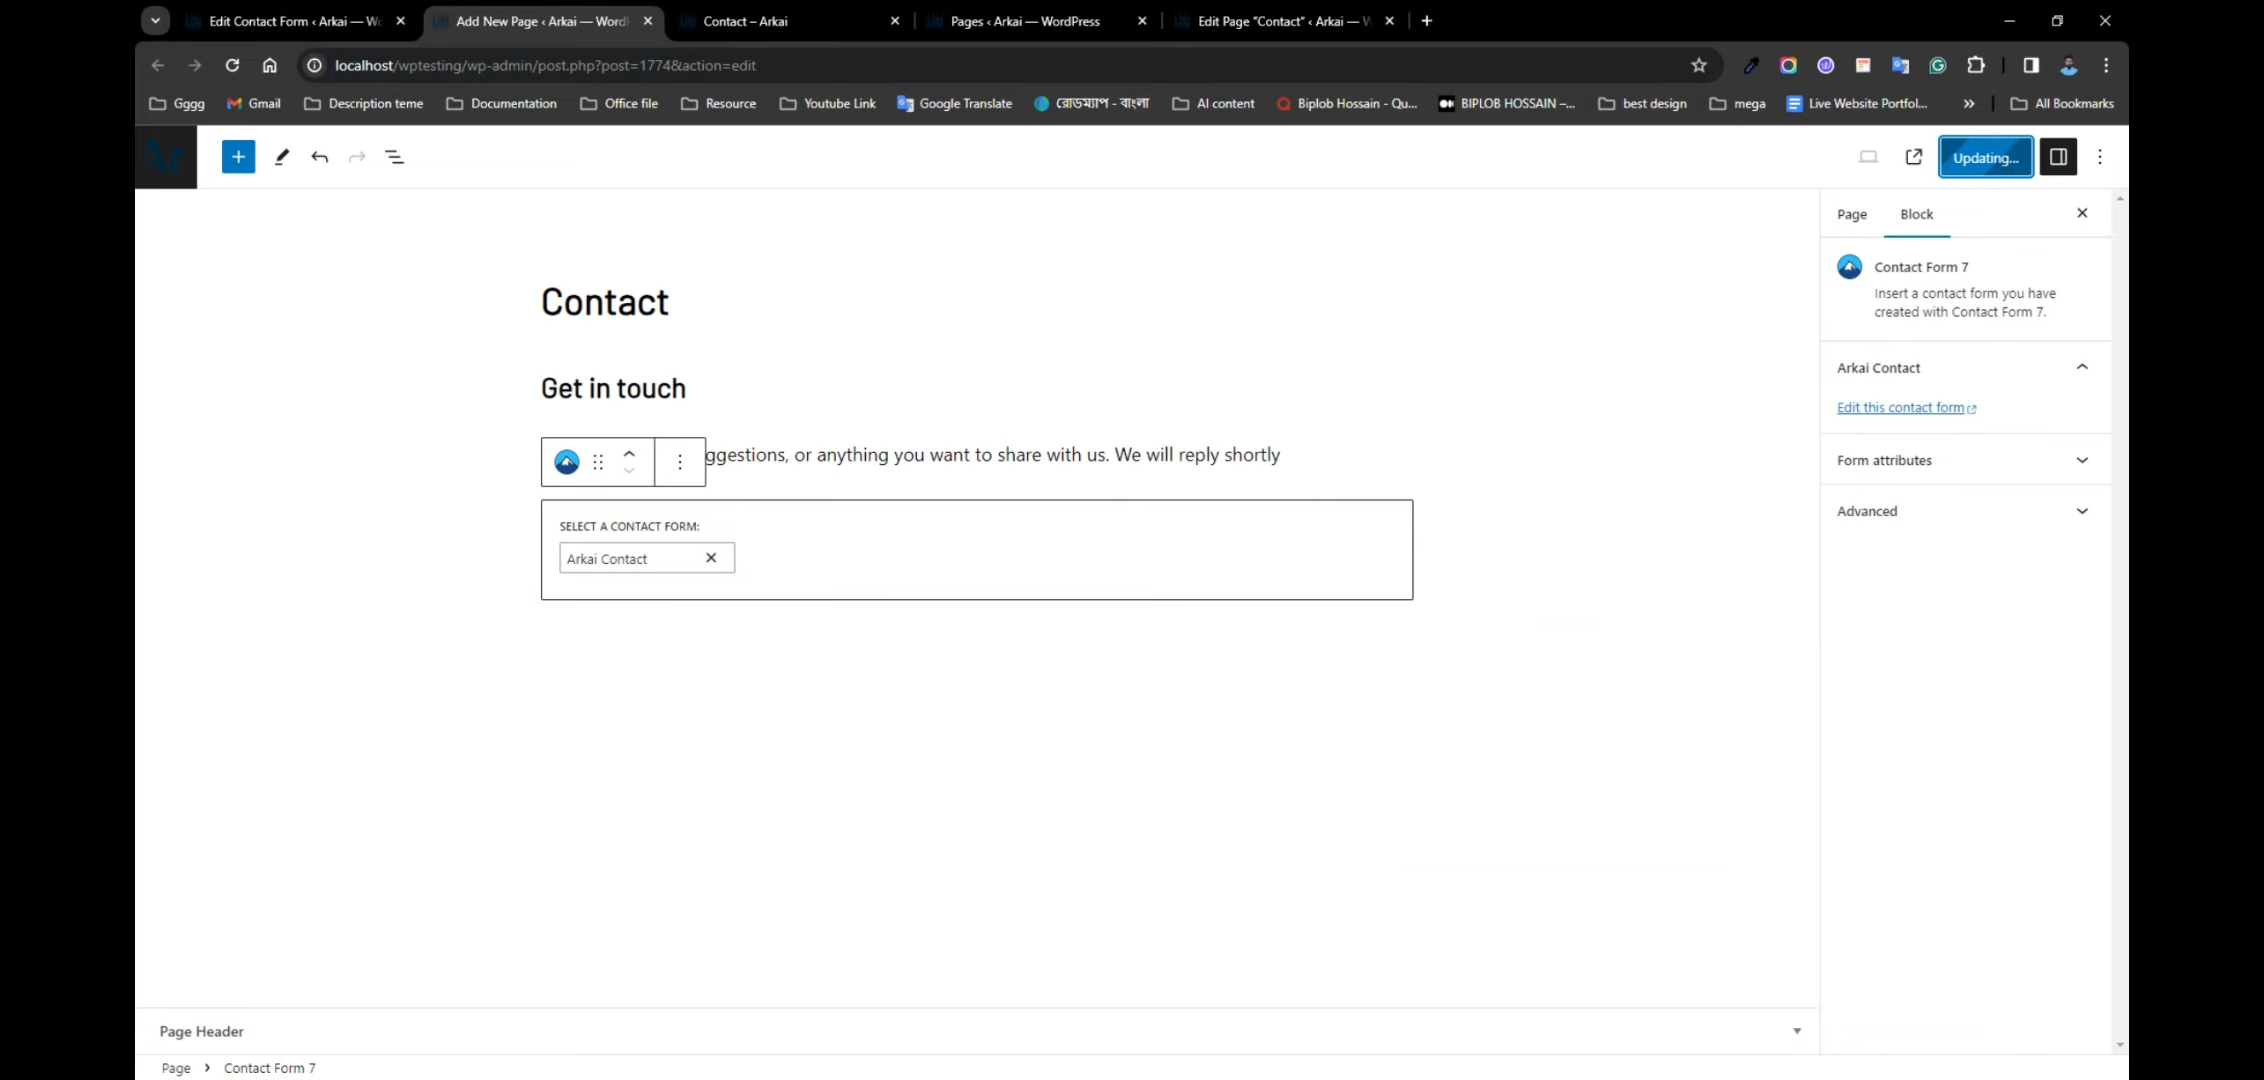 Edit Contact Form ‹ Arkai — Wo
Add New Page ‹ Arkai — Word
Contact – Arkai
Pages ‹ Arkai — WordPress
Edit Page “Contact” ‹ Arkai — W
localhost/wptesting/wp-admin/post.php?post=1774&action=edit
Gggg
Gmail
Description teme
Documentation
Office file
Resource
Youtube Link
Google Translate
রোডম্যাপ - বাংলা
AI content
Biplob Hossain - Qu...
BIPLOB HOSSAIN –...
best design
mega
Live Website Portfol...
All Bookmarks
Ar
Updating...
Page
Block
Contact Form 7
Insert a contact form you have
created with Contact Form 7.
Arkai Contact
Edit this contact form
Form attributes
Advanced
Contact
Get in touch
ggestions, or anything you want to share with us. We will reply shortly
SELECT A CONTACT FORM:
Arkai Contact
Page Header
Page › Contact Form 7